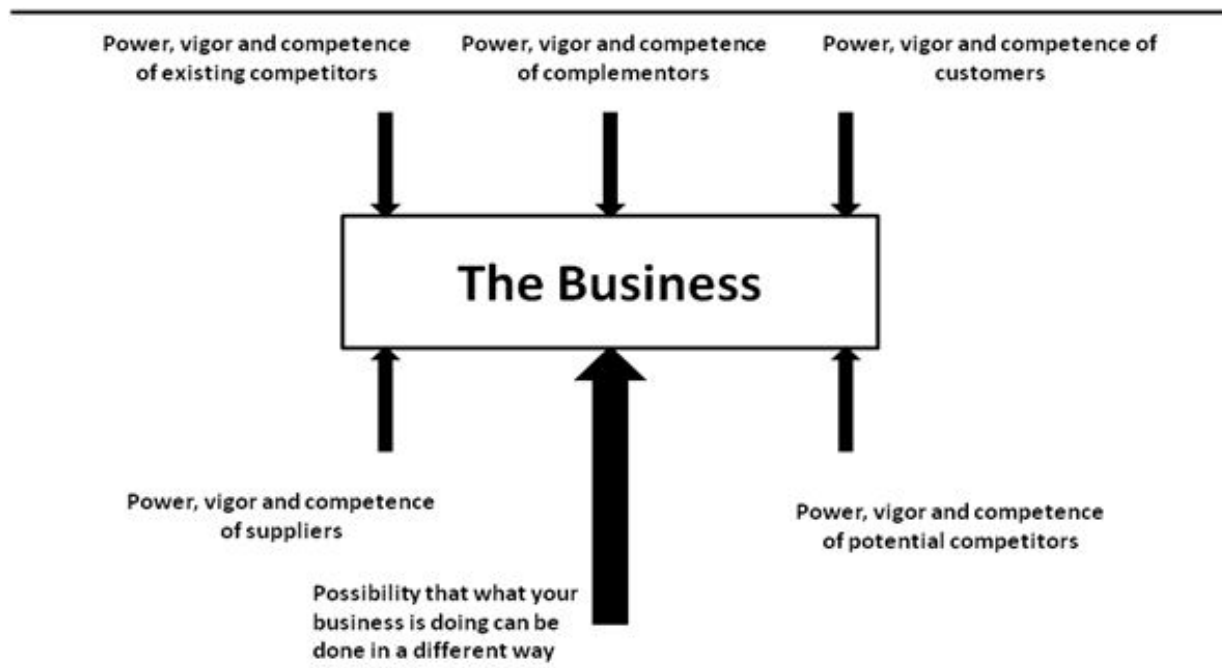 Power, vigor and competence
of existing competitors
Power, vigor and competence
of complementors
Power, vigor and competence of
customers
The Business
Power, vigor and competence
of suppliers
Power, vigor and competence
of potential competitors
Possibility that what your
business is doing can be
done in a different way